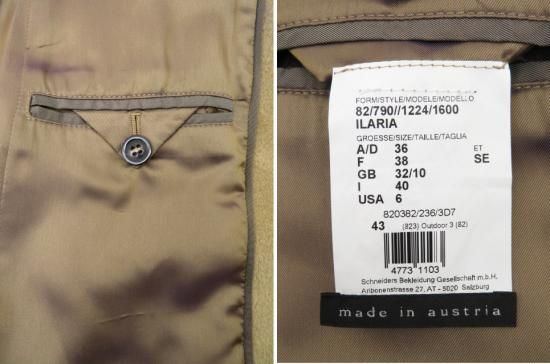 FORM/STYLE/MODELE/MODELLO
82/790//1224/1600
ILARIA
GROESSE/SIZE/TAILLE/TAGLIA
A/D 36 ET
F 38 SE
GB 32/10
I 40
USA 6
820382/236/3D7
43 (823) Outdoor 3 (82)
4773 1103
Schneiders Bekleidung Gesellschaft m.b.H.
Aribonenstrasse 27, AT - 5020 Salzburg
made in austria